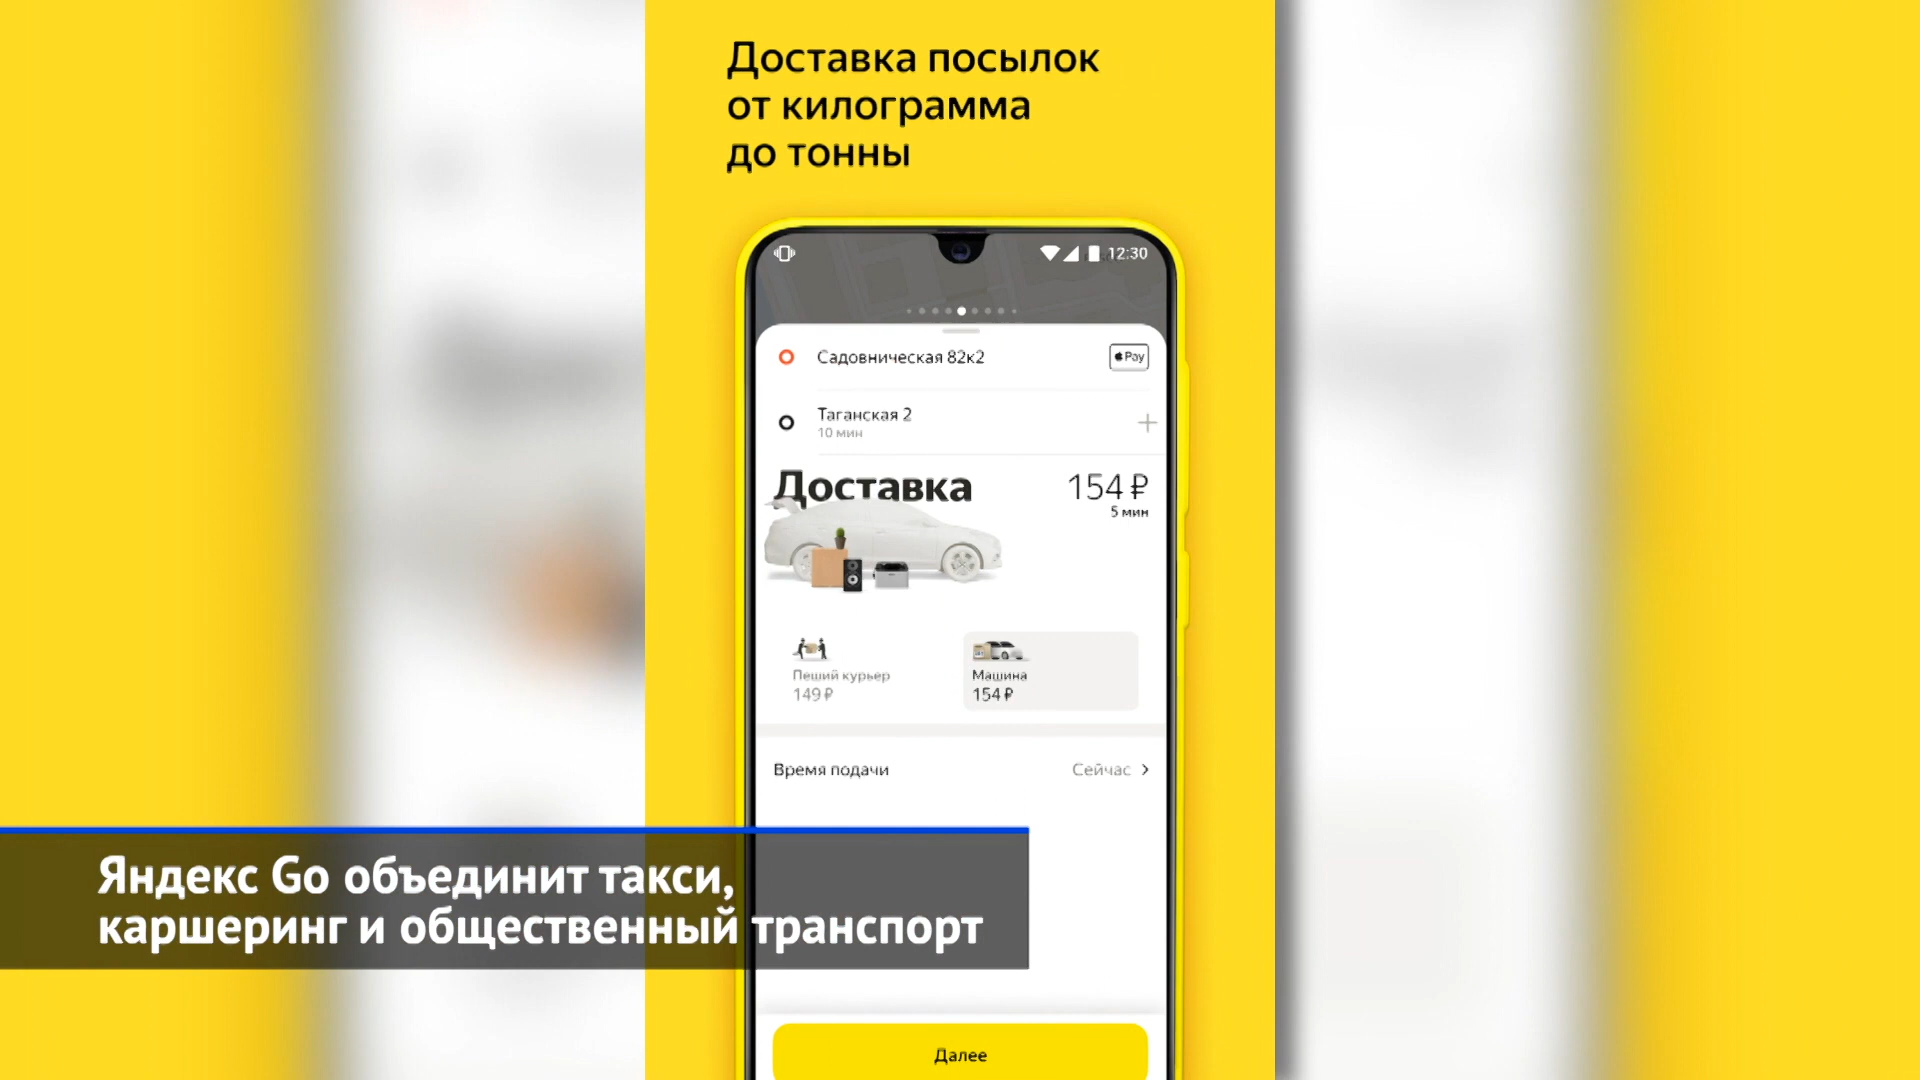 Доставка посылок
от килограмма
до тонны
12:30
Садовническая 82к2
Pay
Таганская 2
10 мин
Доставка
154 ₽
5 мин
Пеший курьер
149 ₽
Машина
154 ₽
Время подачи
Сейчас
Яндекс Go объединит такси,
каршеринг и общественный транспорт
Далее